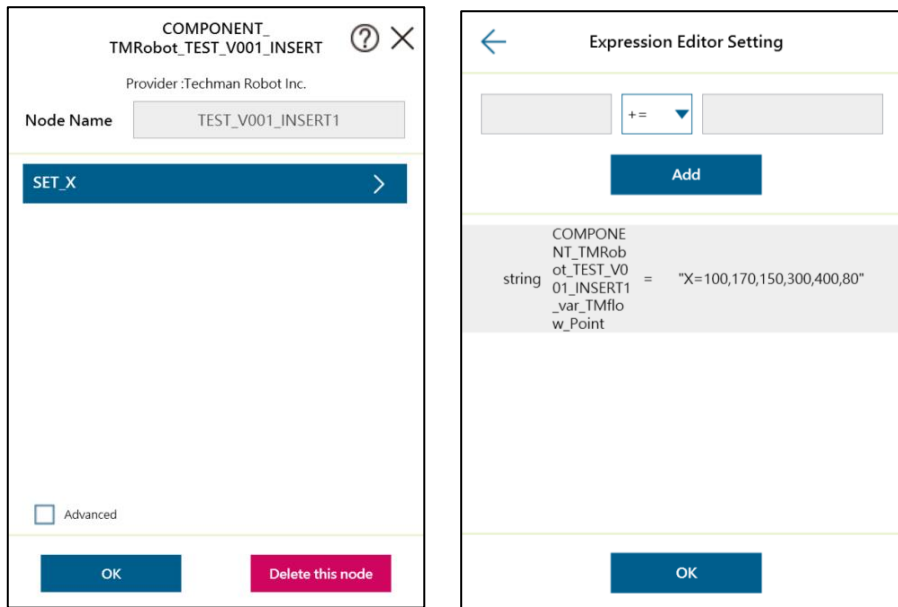 COMPONENT_
TMRobot_TEST_V001_INSERT
?
Provider :Techman Robot Inc.
Node Name
TEST_V001_INSERT1
SET_X
Advanced
OK
Delete this node
Expression Editor Setting
+=
Add
string
COMPONE
NT_TMRob
ot_TEST_V0
01_INSERT1
_var_TMflo
w_Point
=
"X=100,170,150,300,400,80"
OK